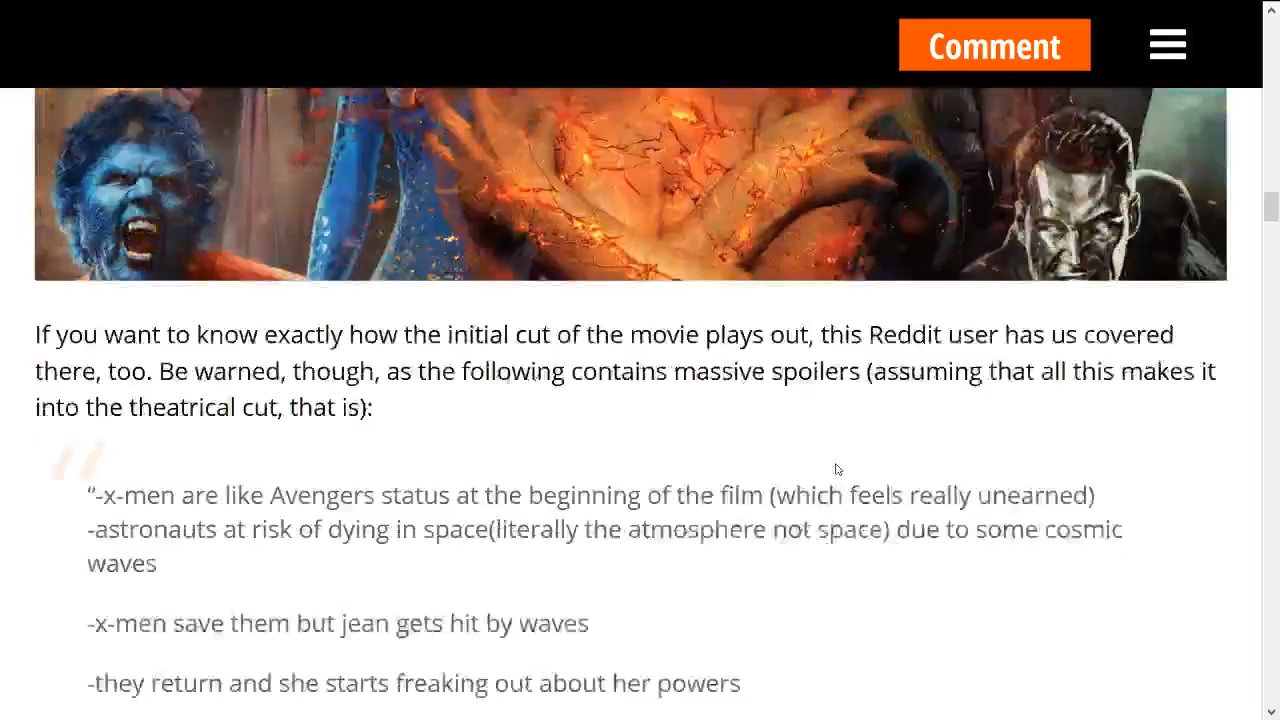 Comment
If you want to know exactly how the initial cut of the movie plays out, this Reddit user has us covered
there, too. Be warned, though, as the following contains massive spoilers (assuming that all this makes it
into the theatrical cut, that is):
“-x-men are like Avengers status at the beginning of the film (which feels really unearned)
-astronauts at risk of dying in space(literally the atmosphere not space) due to some cosmic
waves
-x-men save them but jean gets hit by waves
-they return and she starts freaking out about her powers